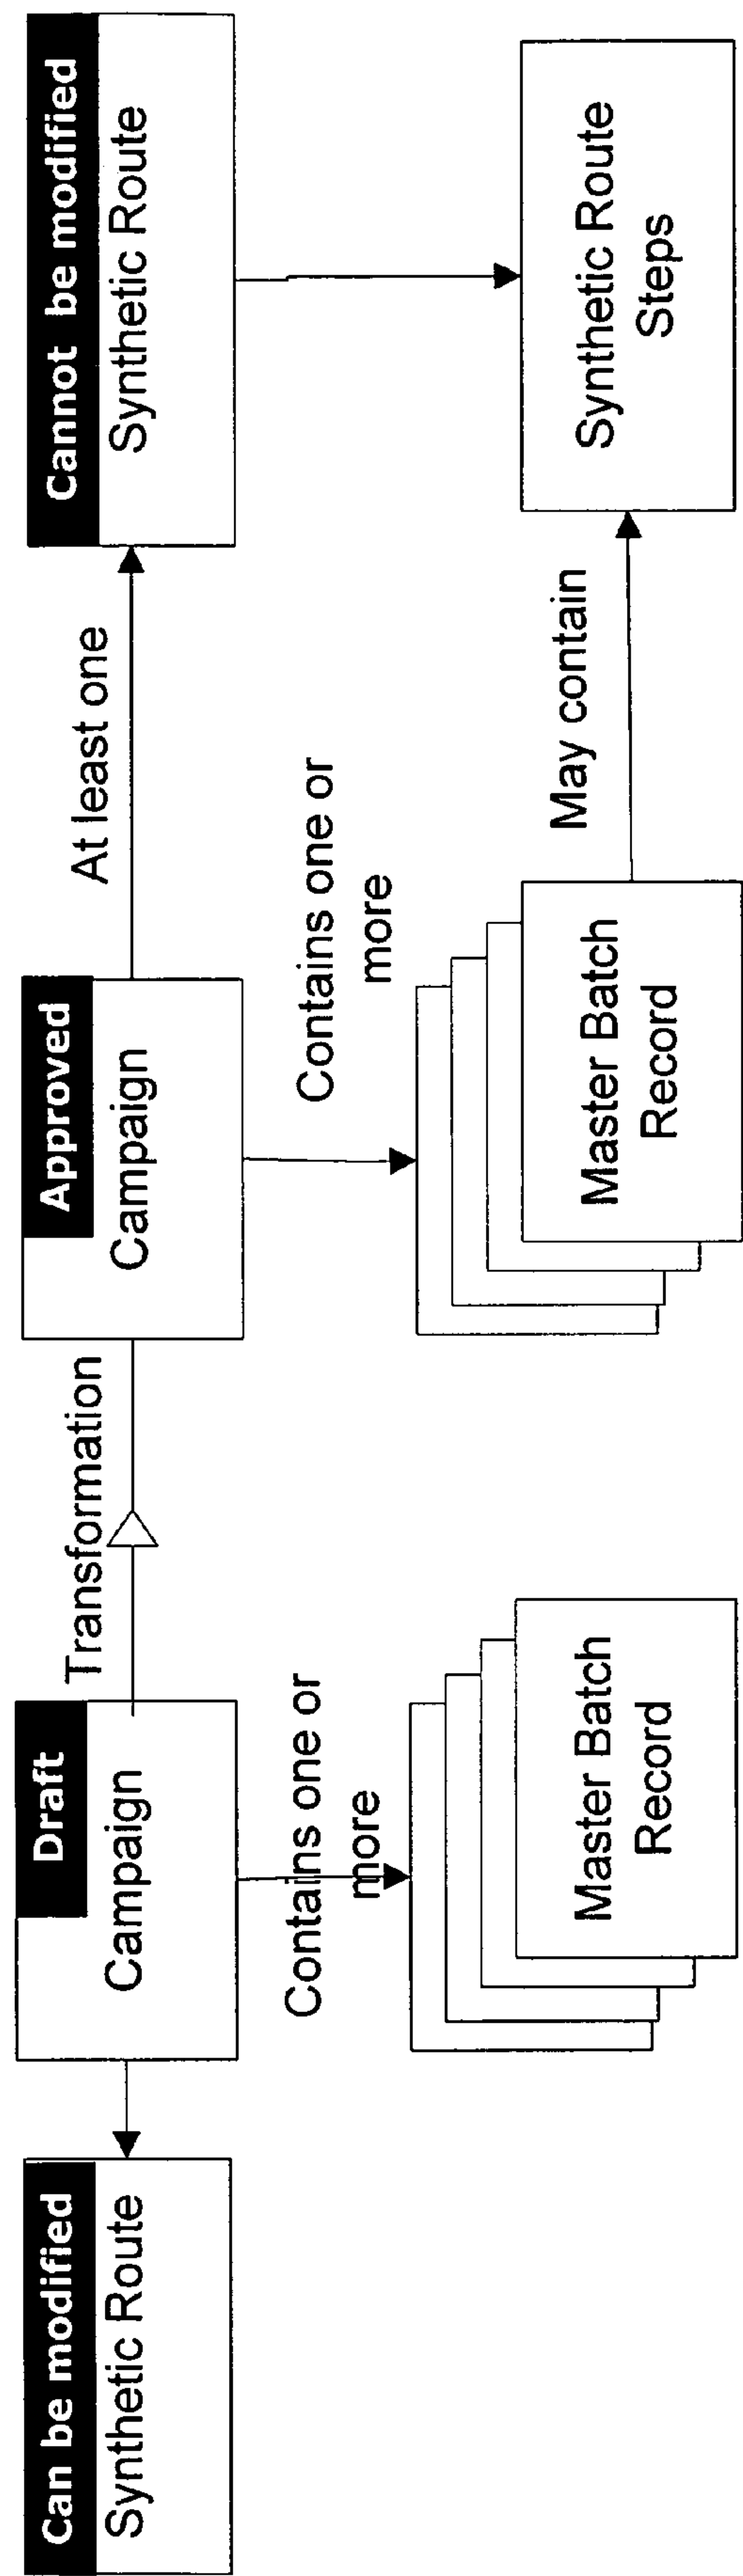 Can be modified
Synthetic Route
Draft
Campaign
Transformation
Approved
Campaign
At least one
Cannot be modified
Synthetic Route
Contains one or
more
Contains one or
more
Master Batch
Record
Master Batch
Record
May contain
Synthetic Route
Steps